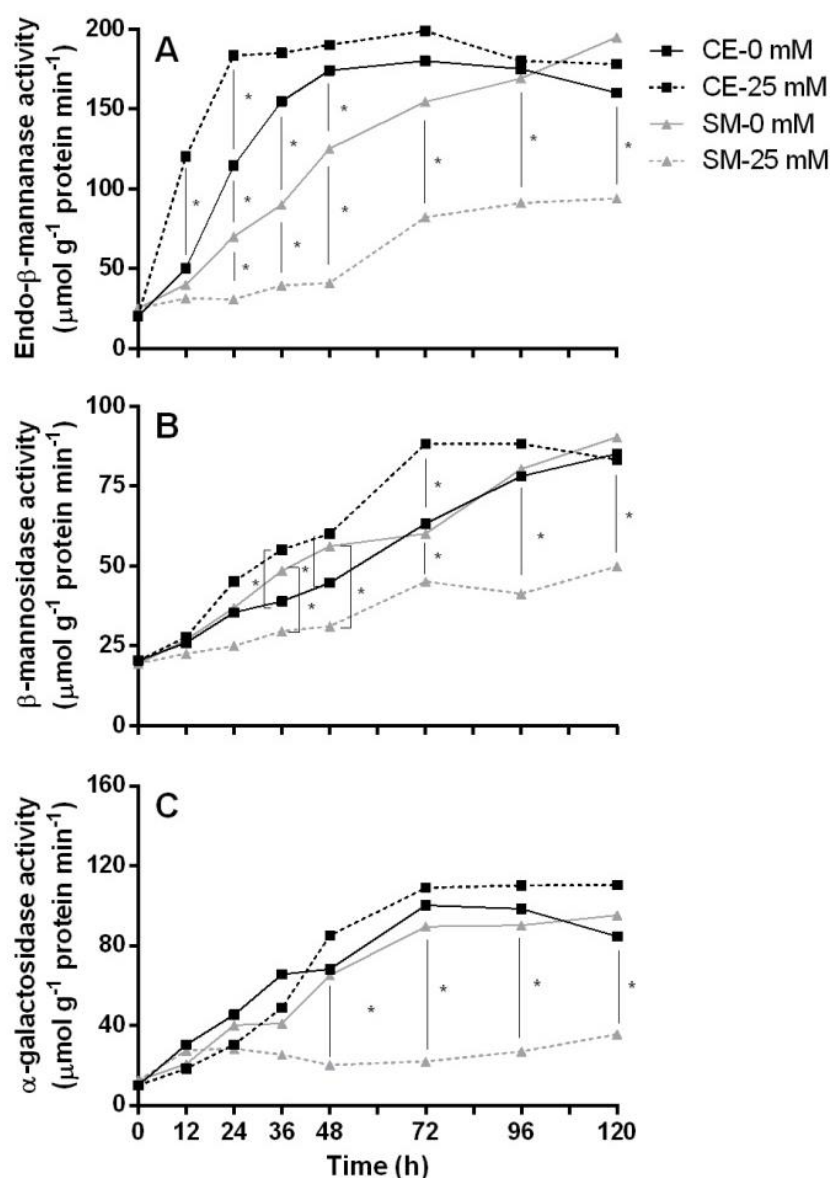 A
Endo-β-mannanase activity
(μmol g-1 protein min-1)
200
150
100
50
0
* * * * * * * * * * *
CE-0 mM
CE-25 mM
SM-0 mM
SM-25 mM
B
β-mannosidase activity
(μmol g-1 protein min-1)
100
75
50
25
0
* * * * * * * *
C
α-galactosidase activity
(μmol g-1 protein min-1)
160
120
80
40
0
* * * *
0 12 24 36 48 72 96 120
Time (h)